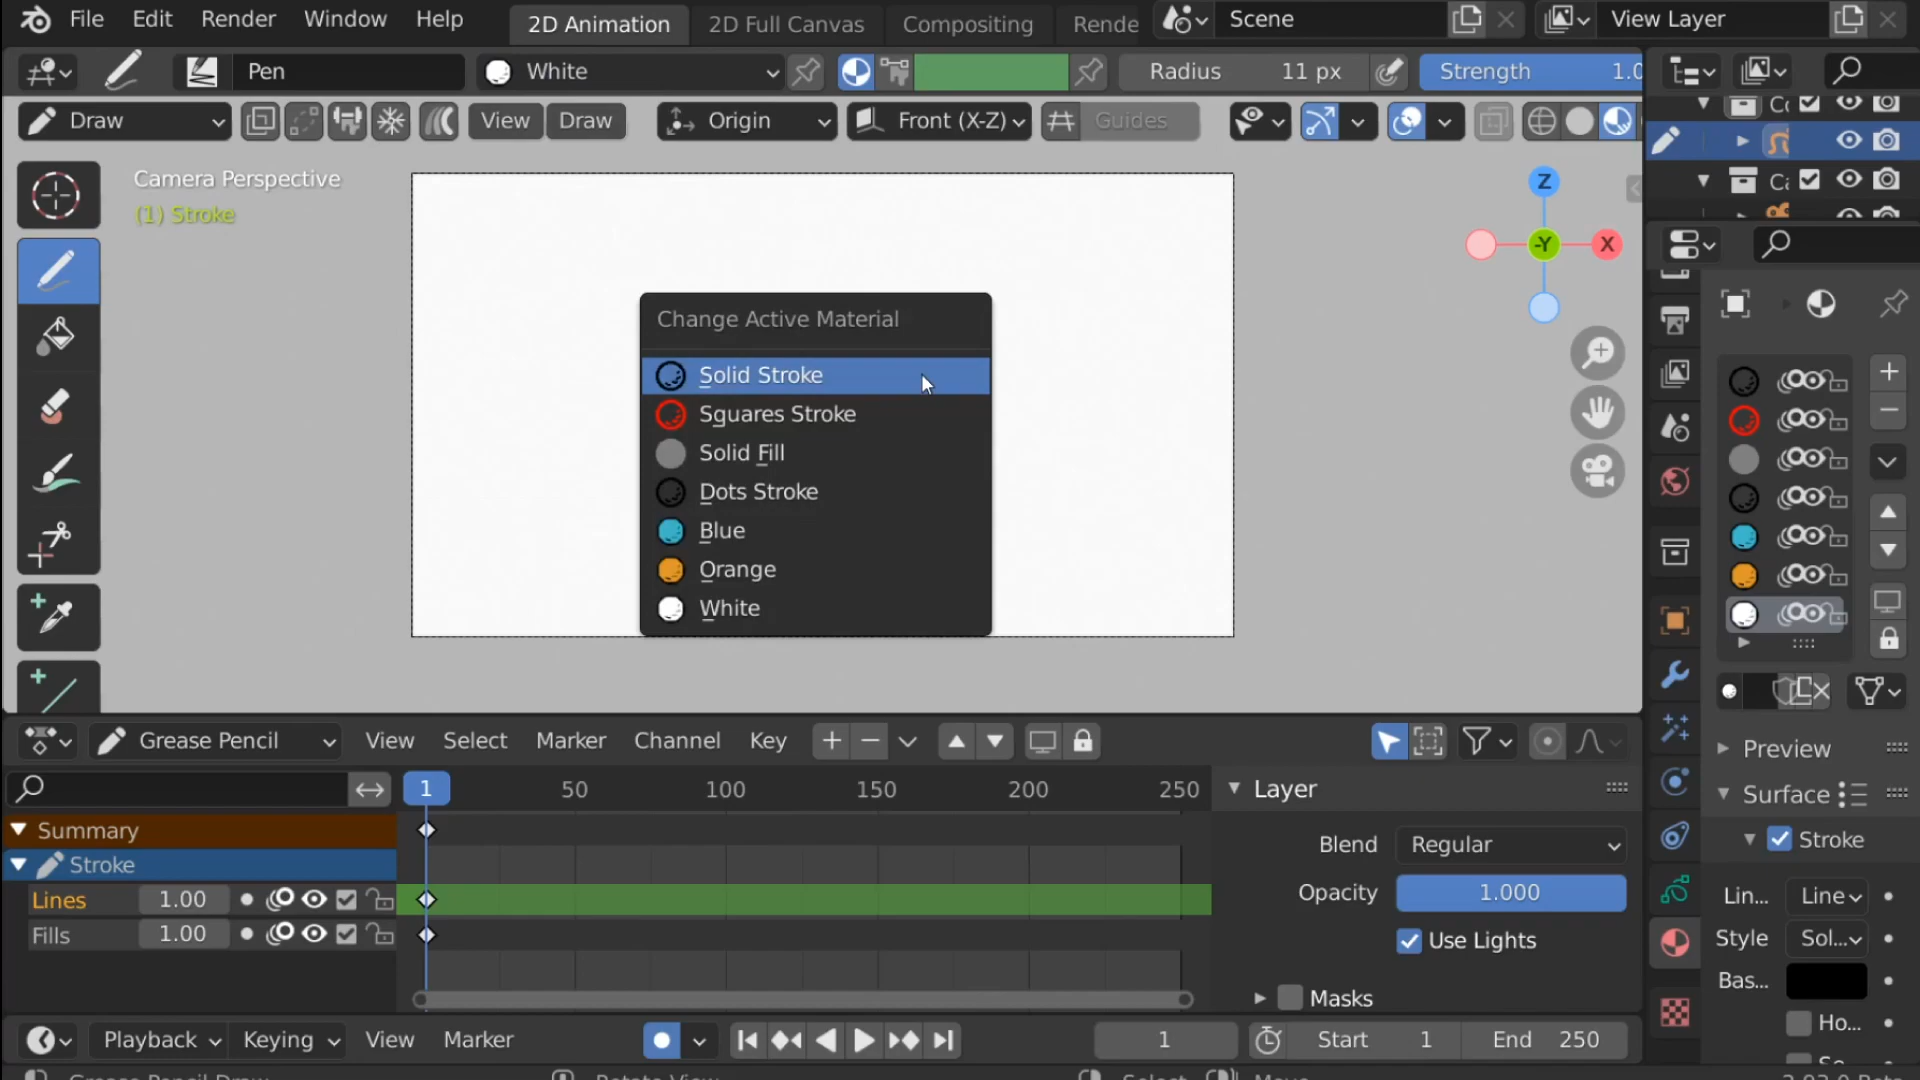 File Edit Render Window Help 2D Animation 2D Full Canvas Compositing Rende Scene View Layer
Pen White Radius 11 px Strength 1.0
Draw View Draw Origin Front (X-Z) Guides
Camera Perspective
(1) Stroke
Z
-Y
X
Change Active Material
Solid Stroke
Squares Stroke
Solid Fill
Dots Stroke
Blue
Orange
White
Preview
Surface
Stroke
Lin... Line
Style Sol...
Bas...
Ho...
Grease Pencil View Select Marker Channel Key
1 50 100 150 200 250
Summary
Stroke
Lines 1.00
Fills 1.00
Layer
Blend Regular
Opacity 1.000
Use Lights
Masks
Playback Keying View Marker 1 Start 1 End 250